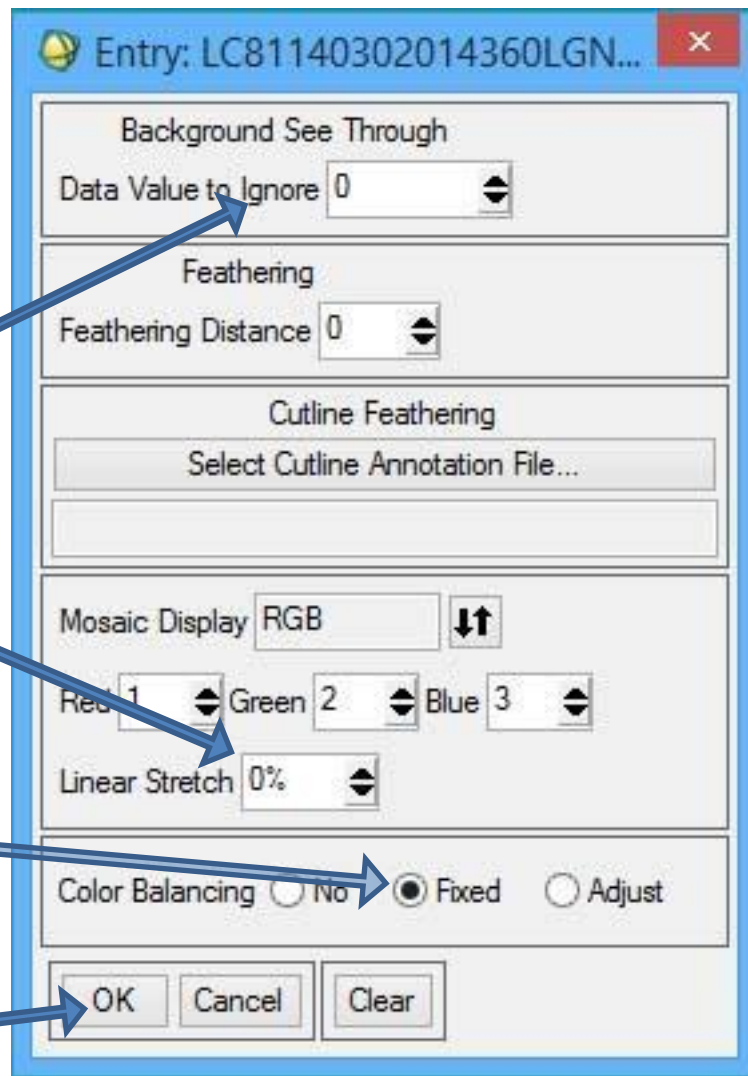 Entry: LC81140302014360LGN...
Background See Through
Data Value to Ignore 0
Feathering
Feathering Distance 0
Cutline Feathering
Select Cutline Annotation File...
Mosaic Display RGB
Red 1 Green 2 Blue 3
Linear Stretch 0%
Color Balancing No Fixed Adjust
OK Cancel Clear